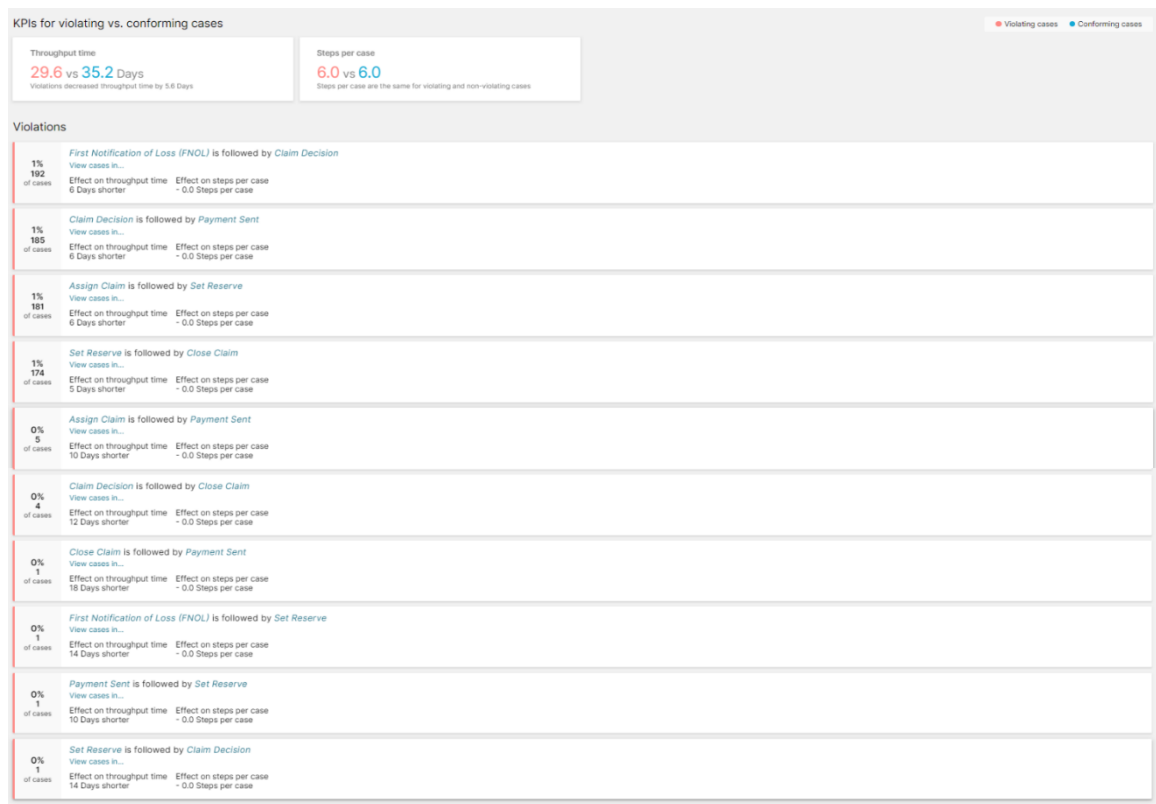 KPIs for violating vs. conforming cases
Violating cases Conforming cases
Throughput time
29.6 vs 35.2 Days
Violations decreased throughput time by 5.6 Days
Steps per case
6.0 vs 6.0
Steps per case are the same for violating and non-violating cases
Violations
1%
192
of cases
First Notification of Loss (FNOL) is followed by Claim Decision
View cases in...
Effect on throughput time Effect on steps per case
6 Days shorter - 0.0 Steps per case
1%
185
of cases
Claim Decision is followed by Payment Sent
View cases in...
Effect on throughput time Effect on steps per case
6 Days shorter - 0.0 Steps per case
1%
181
of cases
Assign Claim is followed by Set Reserve
View cases in...
Effect on throughput time Effect on steps per case
6 Days shorter - 0.0 Steps per case
1%
174
of cases
Set Reserve is followed by Close Claim
View cases in...
Effect on throughput time Effect on steps per case
5 Days shorter - 0.0 Steps per case
0%
5
of cases
Assign Claim is followed by Payment Sent
View cases in...
Effect on throughput time Effect on steps per case
10 Days shorter - 0.0 Steps per case
0%
4
of cases
Claim Decision is followed by Close Claim
View cases in...
Effect on throughput time Effect on steps per case
12 Days shorter - 0.0 Steps per case
0%
1
of cases
Close Claim is followed by Payment Sent
View cases in...
Effect on throughput time Effect on steps per case
18 Days shorter - 0.0 Steps per case
0%
1
of cases
First Notification of Loss (FNOL) is followed by Set Reserve
View cases in...
Effect on throughput time Effect on steps per case
14 Days shorter - 0.0 Steps per case
0%
1
of cases
Payment Sent is followed by Set Reserve
View cases in...
Effect on throughput time Effect on steps per case
10 Days shorter - 0.0 Steps per case
0%
1
of cases
Set Reserve is followed by Claim Decision
View cases in...
Effect on throughput time Effect on steps per case
14 Days shorter - 0.0 Steps per case